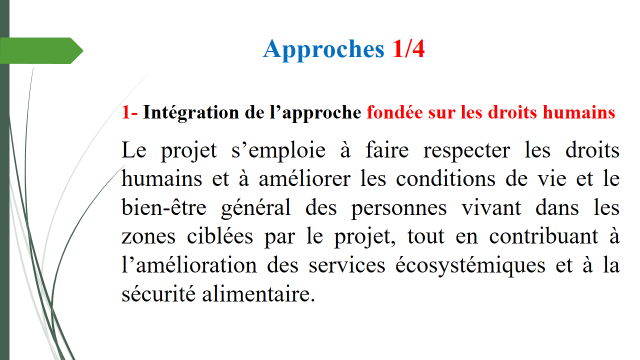 Approches 1/4
1- Intégration de l’approche fondée sur les droits humains
Le projet s’emploie à faire respecter les droits
humains et à améliorer les conditions de vie et le
bien-être général des personnes vivant dans les
zones ciblées par le projet, tout en contribuant à
l’amélioration des services écosystémiques et à la
sécurité alimentaire.